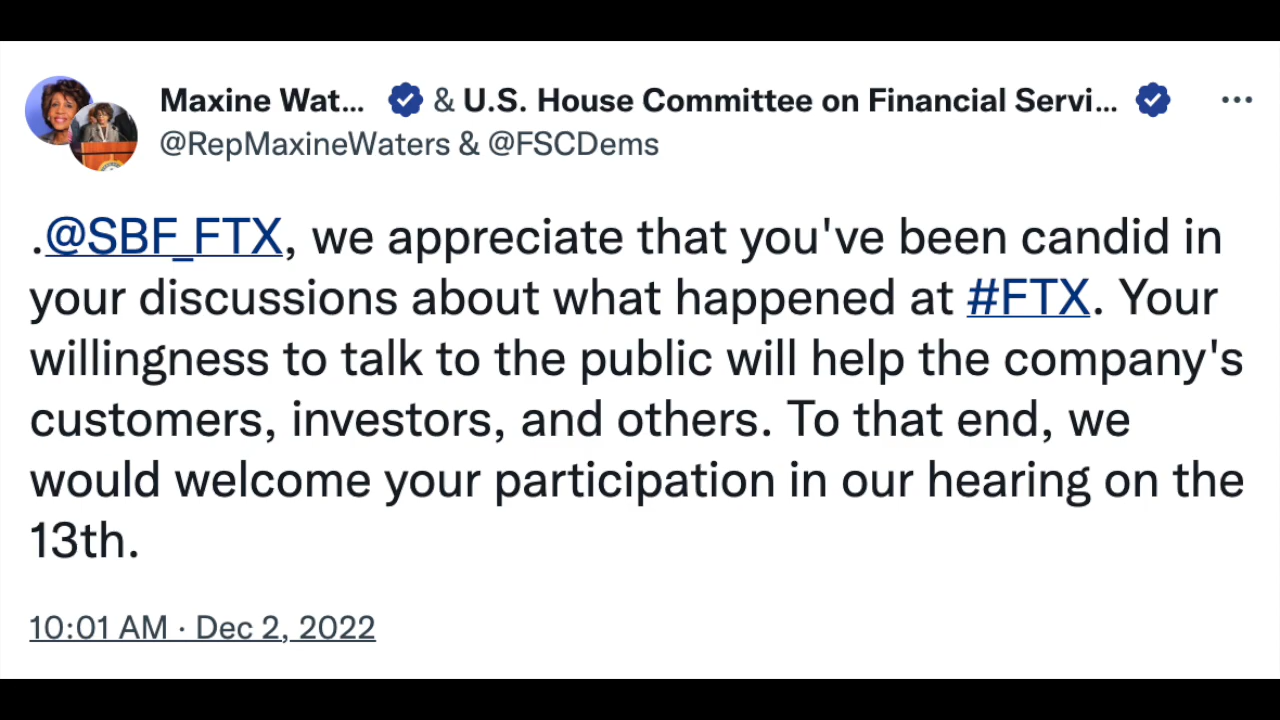 Maxine Wat... & U.S. House Committee on Financial Servi...
@RepMaxineWaters & @FSCDems
.@SBF_FTX, we appreciate that you've been candid in
your discussions about what happened at #FTX. Your
willingness to talk to the public will help the company's
customers, investors, and others. To that end, we
would welcome your participation in our hearing on the
13th.
10:01 AM · Dec 2, 2022